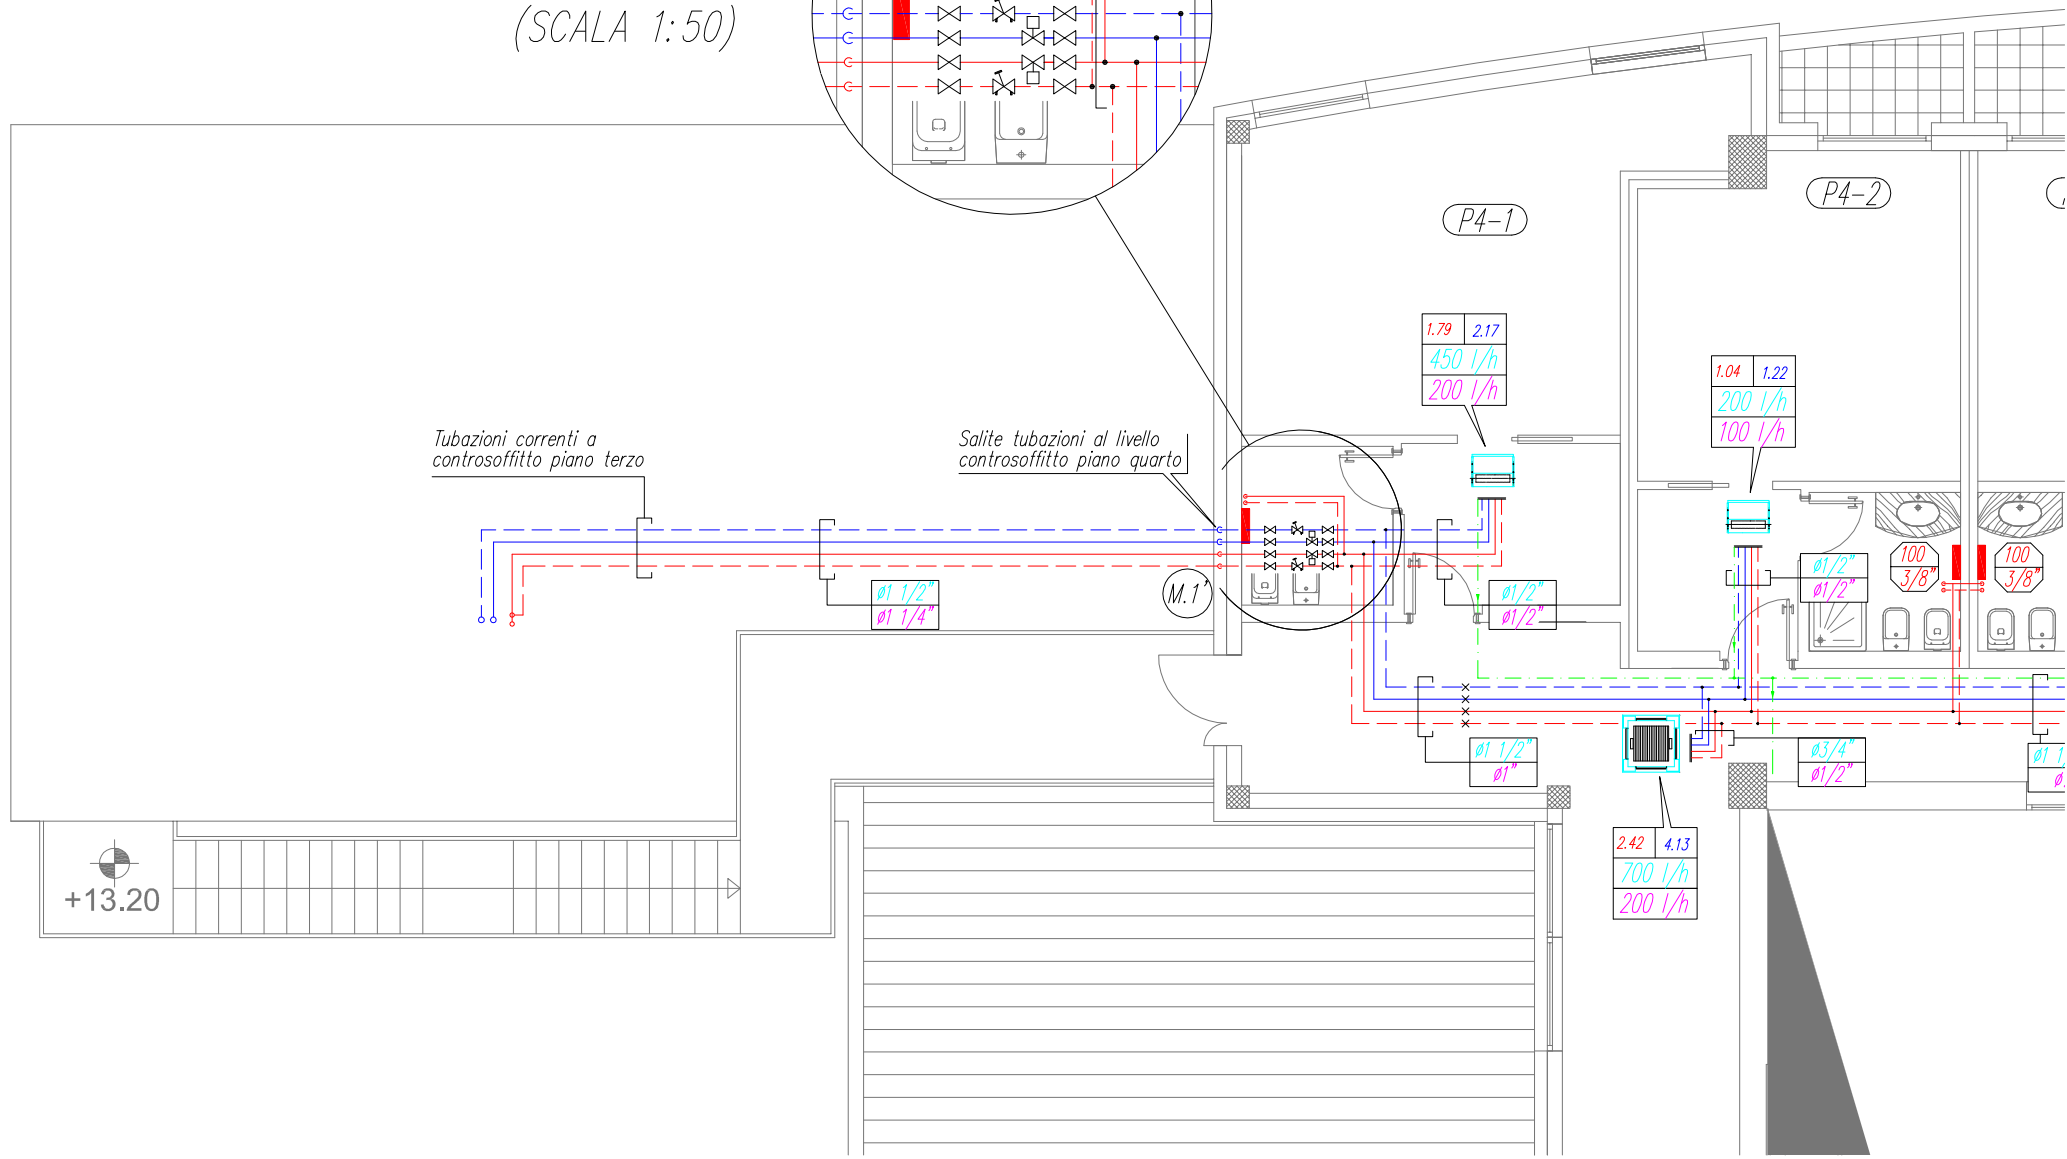 (SCALA 1:50)
P4-1
P4-2
1.79 2.17
450 l/h
200 l/h
1.04 1.22
200 l/h
100 l/h
Tubazioni correnti a
controsoffitto piano terzo
Salite tubazioni al livello
controsoffitto piano quarto
M.1'
ø1 1/2"
ø1 1/4"
ø1/2"
ø1/2"
ø1/2"
ø1/2"
100
3/8"
100
3/8"
ø1 1/2"
ø1"
ø3/4"
ø1/2"
2.42 4.13
700 l/h
200 l/h
+13.20